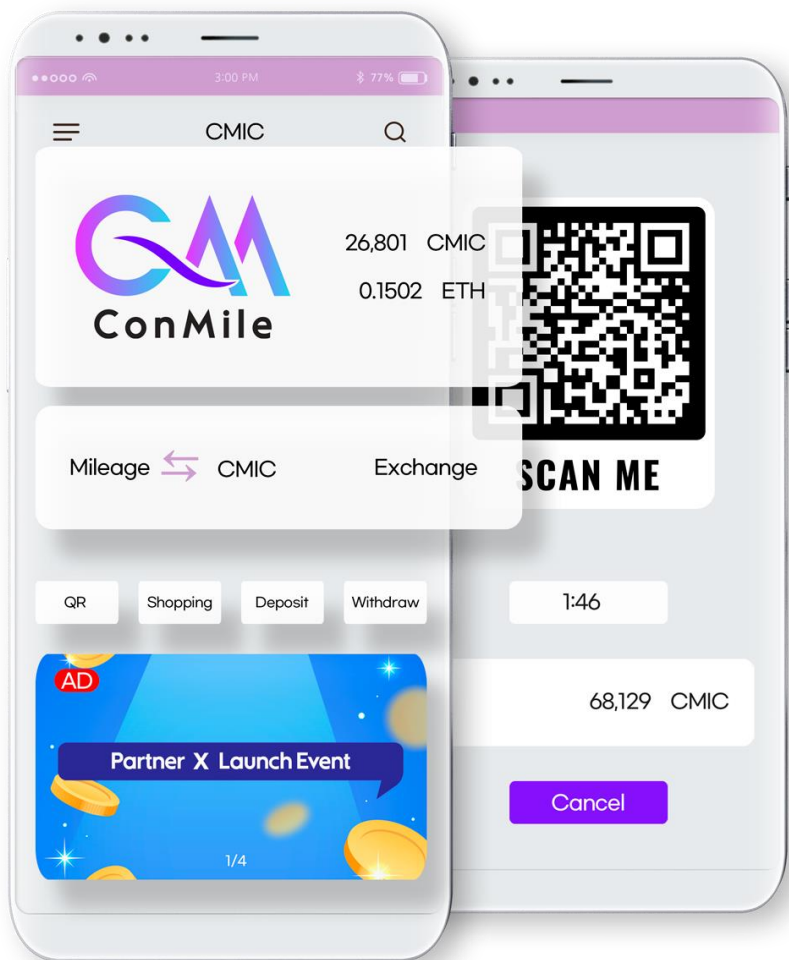 3:00 PM
77%
CMIC
ConMile
26,801 CMIC
0.1502 ETH
Mileage CMIC
Exchange
QR
Shopping
Deposit
Withdraw
AD
Partner X Launch Event
1/4
SCAN ME
1:46
68,129 CMIC
Cancel